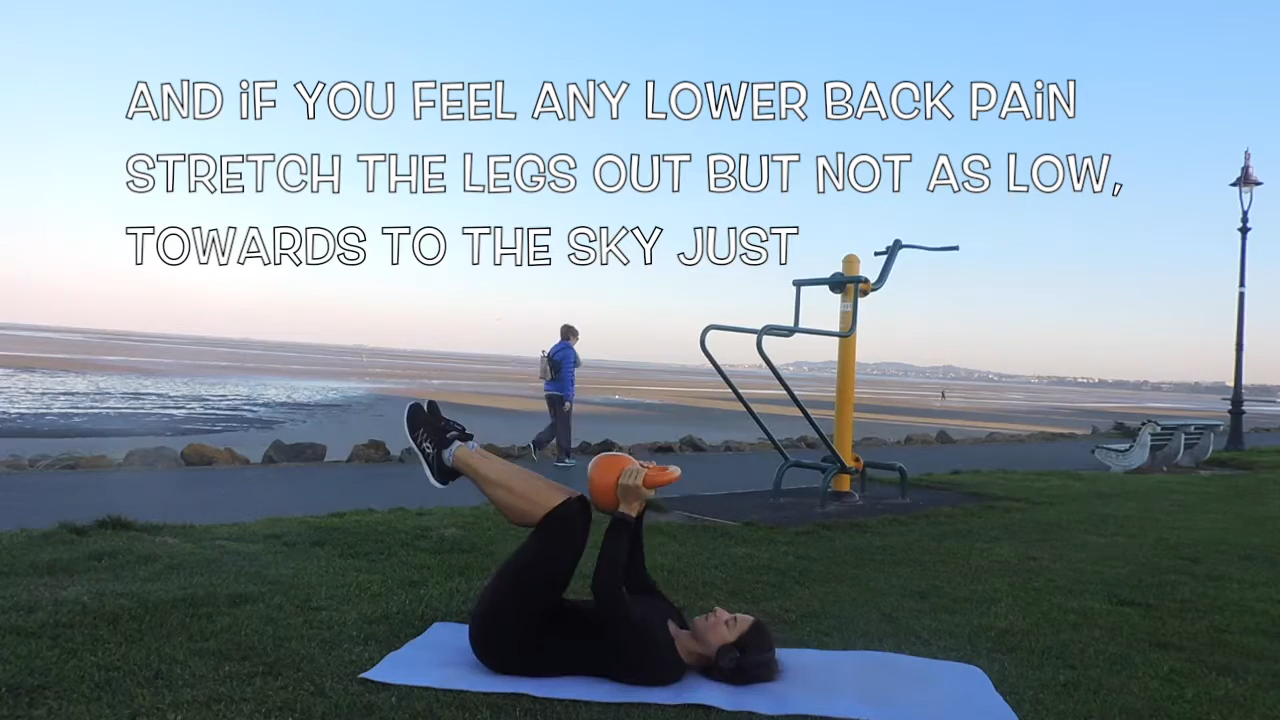 AND iF YOU FEEL ANY LOWER BACK PAiN
STRETCH THE LEGS OUT BUT NOT AS LOW,
TOWARDS TO THE SKY JUST